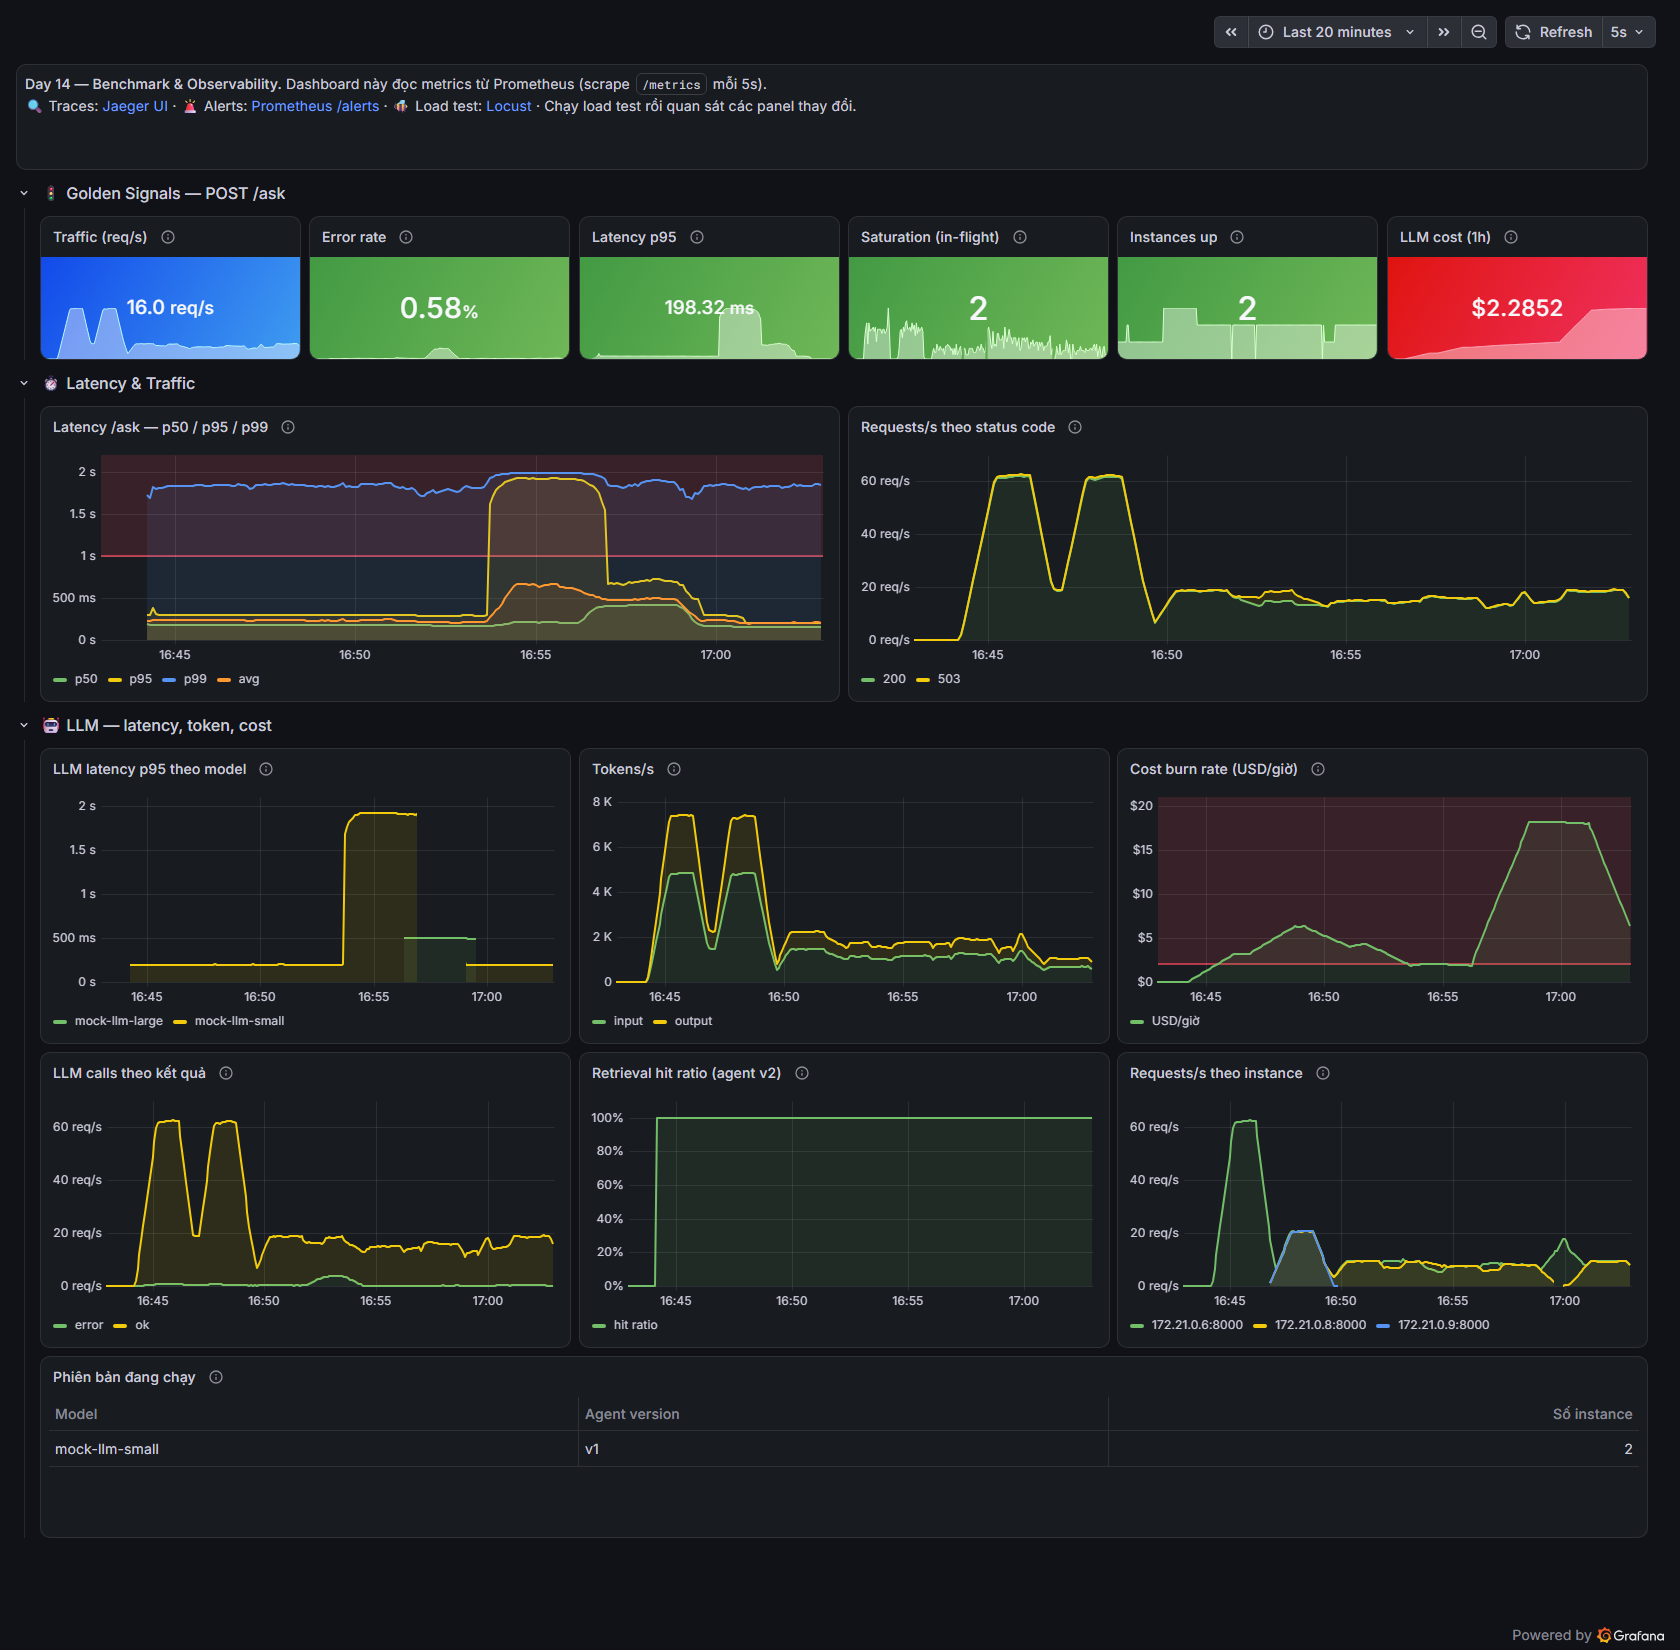 Last 20 minutes
Refresh
5s
Day 14 — Benchmark & Observability. Dashboard này đọc metrics từ Prometheus (scrape /metrics mỗi 5s).
Traces: Jaeger UI · Alerts: Prometheus /alerts · Load test: Locust · Chạy load test rồi quan sát các panel thay đổi.
Golden Signals — POST /ask
Traffic (req/s)
16.0 req/s
Error rate
0.58%
Latency p95
198.32 ms
Saturation (in-flight)
2
Instances up
2
LLM cost (1h)
$2.2852
Latency & Traffic
Latency /ask — p50 / p95 / p99
2 s
1.5 s
1 s
500 ms
0 s
16:45 16:50 16:55 17:00
p50 p95 p99 avg
Requests/s theo status code
60 req/s
40 req/s
20 req/s
0 req/s
16:45 16:50 16:55 17:00
200 503
LLM — latency, token, cost
LLM latency p95 theo model
2 s
1.5 s
1 s
500 ms
0 s
16:45 16:50 16:55 17:00
mock-llm-large mock-llm-small
Tokens/s
8 K
6 K
4 K
2 K
0
16:45 16:50 16:55 17:00
input output
Cost burn rate (USD/giờ)
$20
$15
$10
$5
$0
16:45 16:50 16:55 17:00
USD/giờ
LLM calls theo kết quả
60 req/s
40 req/s
20 req/s
0 req/s
16:45 16:50 16:55 17:00
error ok
Retrieval hit ratio (agent v2)
100%
80%
60%
40%
20%
0%
16:45 16:50 16:55 17:00
hit ratio
Requests/s theo instance
60 req/s
40 req/s
20 req/s
0 req/s
16:45 16:50 16:55 17:00
172.21.0.6:8000 172.21.0.8:8000 172.21.0.9:8000
Phiên bản đang chạy
Model Agent version Số instance
mock-llm-small v1 2
Powered by Grafana